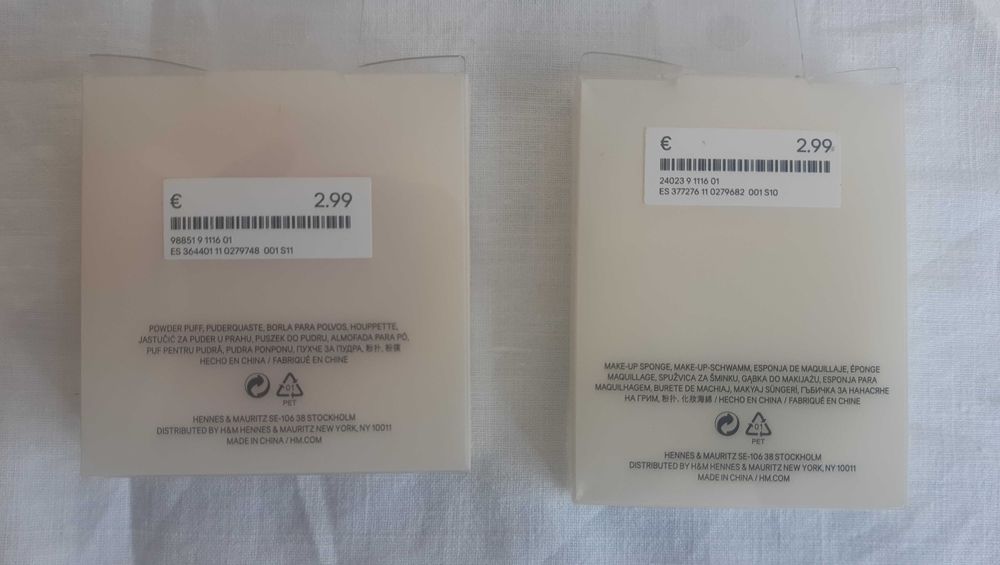 € 2.99
98851 9 1116 01
ES 364401 11 0279748 001 S11
POWDER PUFF, PUDERQUASTE, BORLA PARA POLVOS, HOUPPETTE,
JASTUČIĆ ZA PUDER U PRAHU, PUSZEK DO PUDRU, ALMOFADA PARA PÓ,
PUF PENTRU PUDRĂ, PUDRA PONPONU, ПУХЧЕ ЗА ПУДРА, 粉扑, 粉撲
HECHO EN CHINA / FABRIQUÉ EN CHINE
01
PET
HENNES & MAURITZ SE-106 38 STOCKHOLM
DISTRIBUTED BY H&M HENNES & MAURITZ NEW YORK, NY 10011
MADE IN CHINA / HM.COM
€ 2.99
24023 9 1116 01
ES 377276 11 0279682 001 S10
MAKE-UP SPONGE, MAKE-UP-SCHWAMM, ESPONJA DE MAQUILLAJE, ÉPONGE
MAQUILLAGE, SPUŽVICA ZA ŠMINKU, GĄBKA DO MAKIJAŻU, ESPONJA PARA
MAQUILHAGEM, BURETE DE MACHIAJ, MAKYAJ SÜNGERİ, ГЪБИЧКА ЗА НАНАСЯНЕ
НА ГРИМ, 粉扑, 化妝海綿 / HECHO EN CHINA / FABRIQUÉ EN CHINE
01
PET
HENNES & MAURITZ SE-106 38 STOCKHOLM
DISTRIBUTED BY H&M HENNES & MAURITZ NEW YORK, NY 10011
MADE IN CHINA / HM.COM